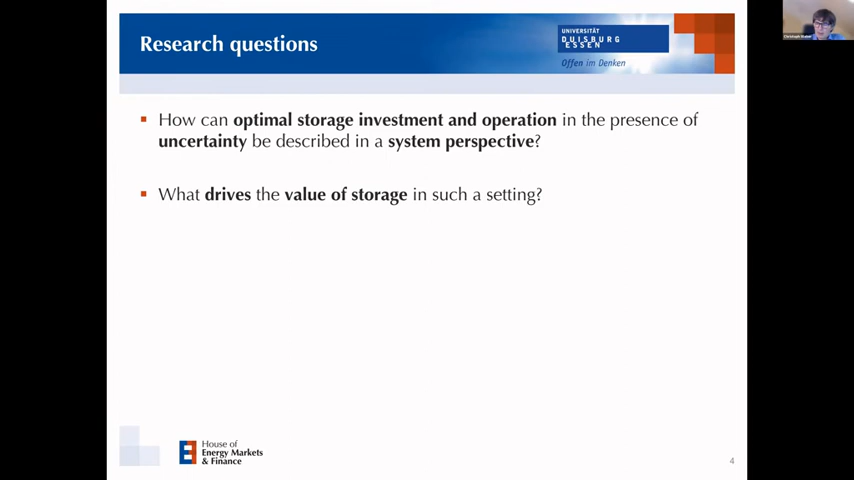 Research questions
UNIVERSITÄT
DUISBURG
ESSEN
Offen im Denken
How can optimal storage investment and operation in the presence of
uncertainty be described in a system perspective?
What drives the value of storage in such a setting?
House of
Energy Markets
& Finance
4